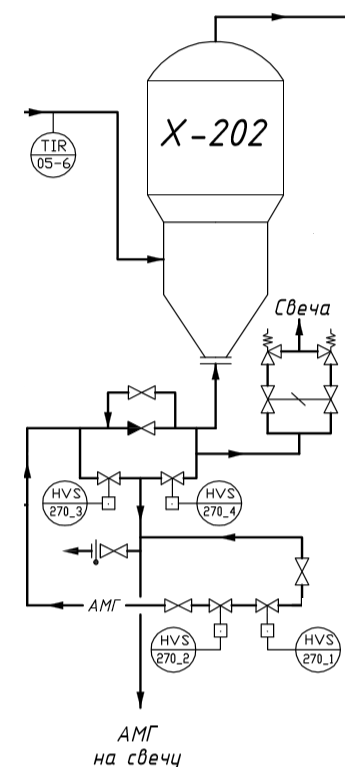 X-202
TIR
05-6
Свеча
HVS
270_3
HVS
270_4
АМГ
HVS
270_2
HVS
270_1
АМГ
на свечу